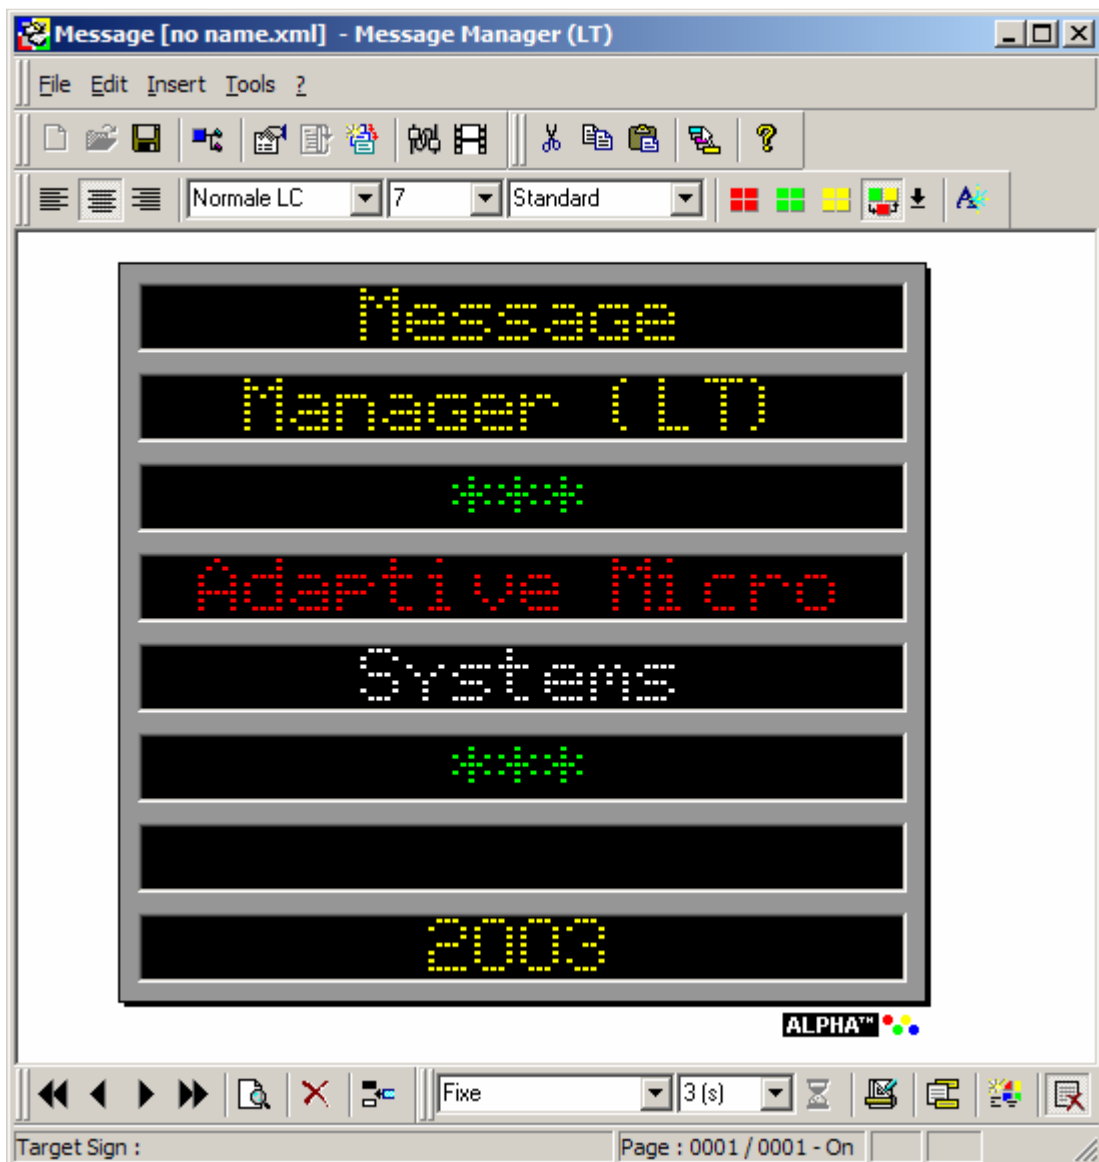 Message [no name.xml] - Message Manager (LT)
File Edit Insert Tools ?
Normale LC 7 Standard
Message
Manager (LT)
***
Adaptive Micro
Systems
***
2003
ALPHA™
Fixe 3 (s)
Target Sign : Page : 0001 / 0001 - On